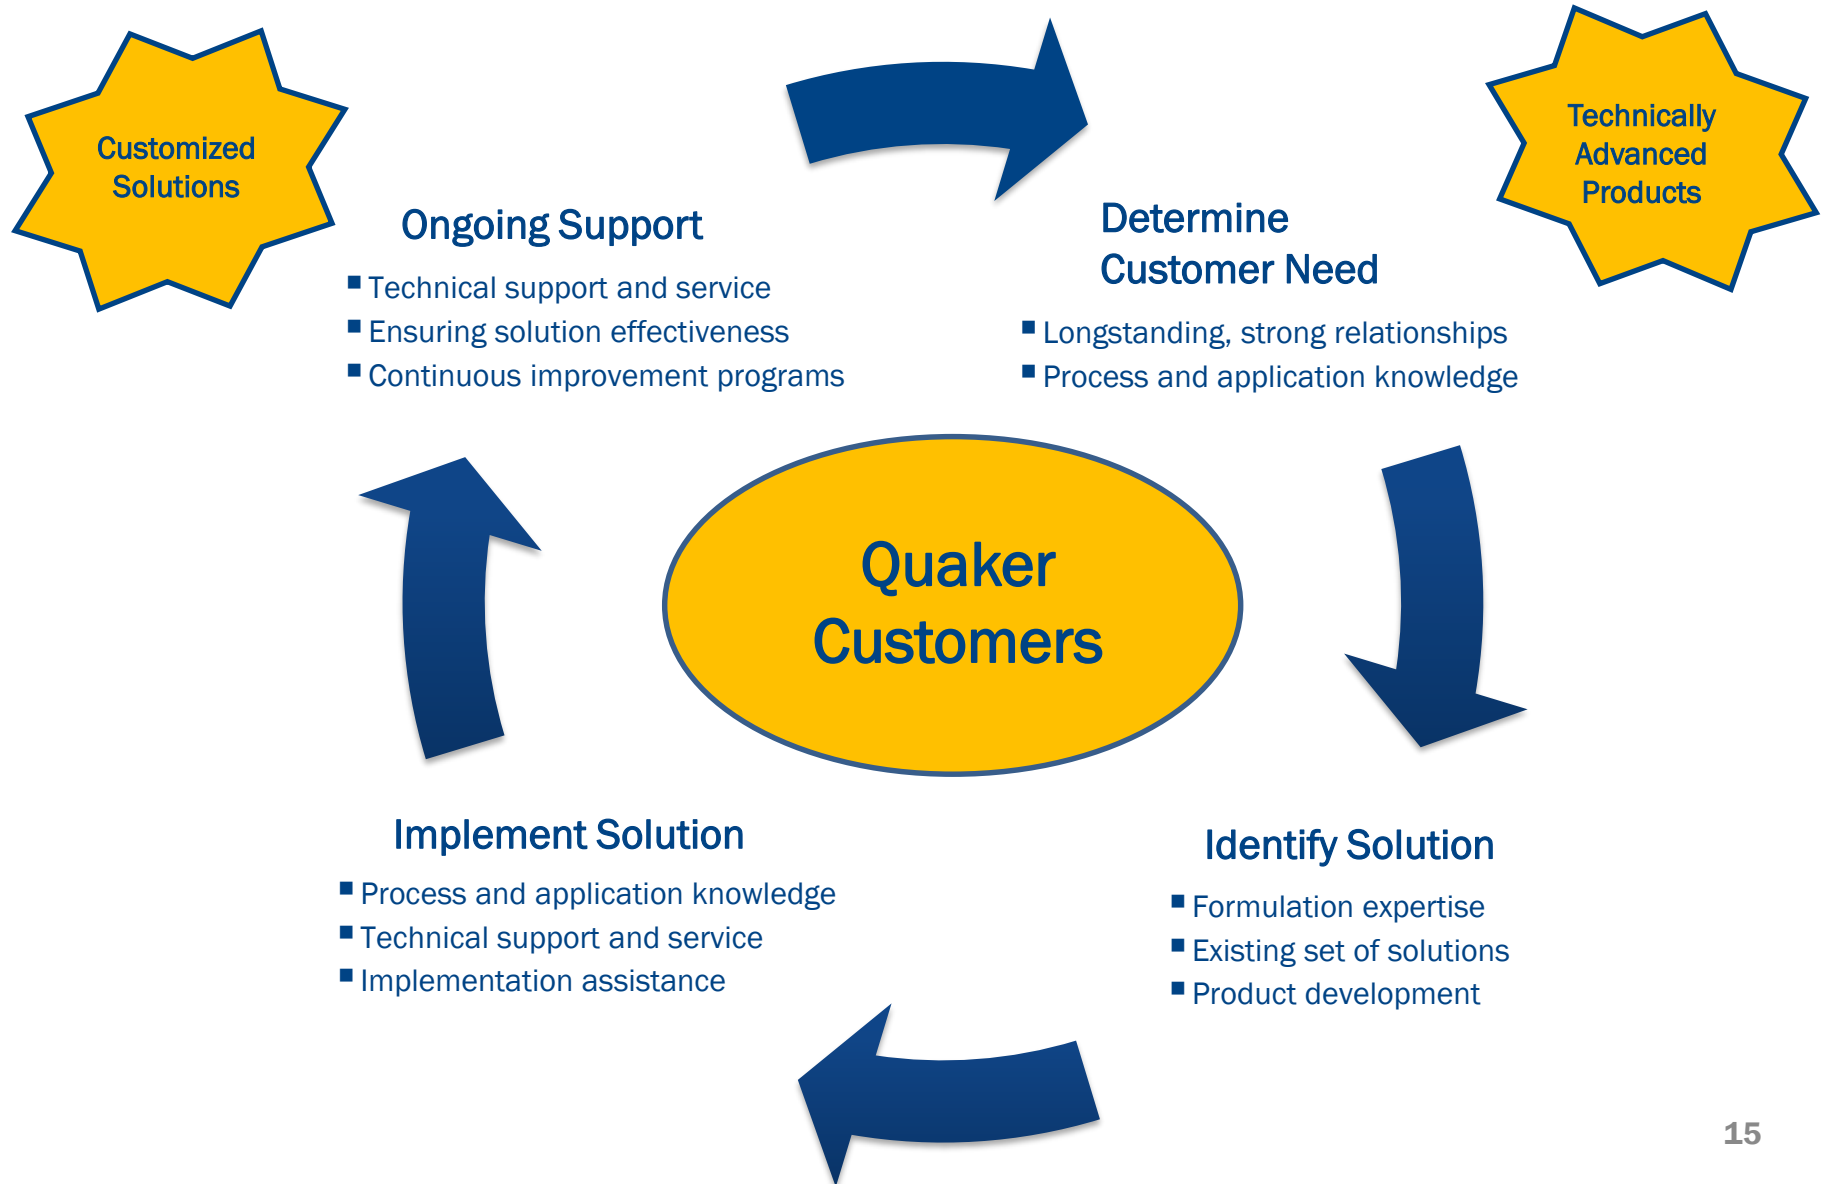 Customized
Solutions
Technically
Advanced
Products
Ongoing Support
▪ Technical support and service
▪ Ensuring solution effectiveness
▪ Continuous improvement programs
Determine
Customer Need
▪ Longstanding, strong relationships
▪ Process and application knowledge
Quaker
Customers
Implement Solution
▪ Process and application knowledge
▪ Technical support and service
▪ Implementation assistance
Identify Solution
▪ Formulation expertise
▪ Existing set of solutions
▪ Product development
15